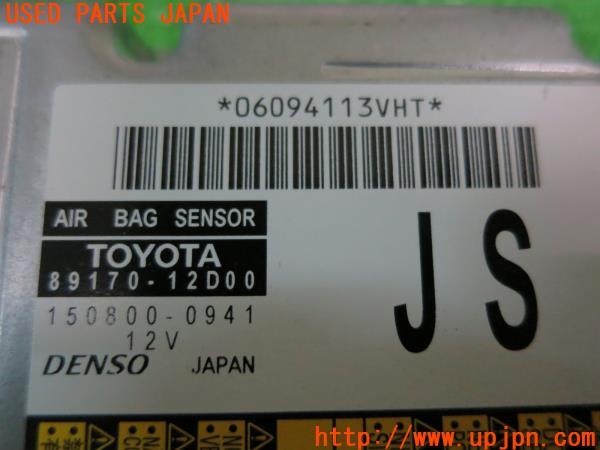 USED PARTS JAPAN
*06094113VHT*
AIR BAG SENSOR
TOYOTA
89170-12D00
150800-0941
12V
DENSO JAPAN
JS
http://www.upjpn.com